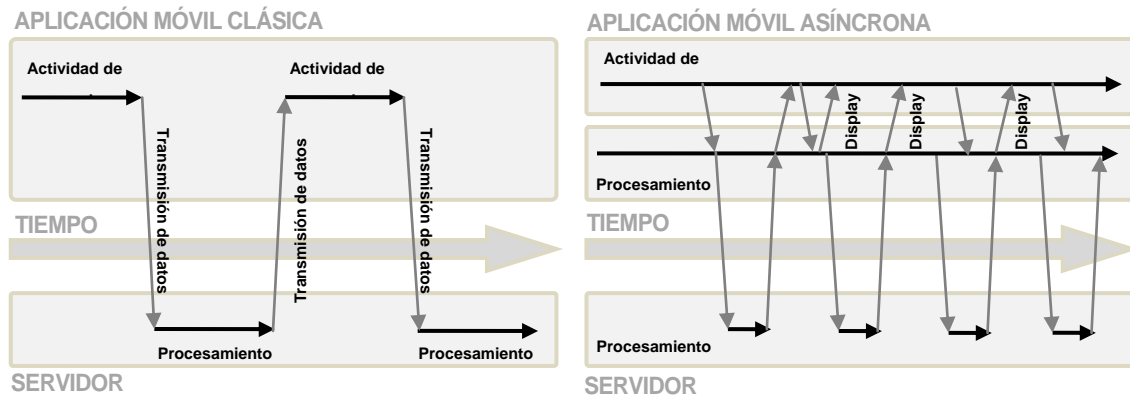 APLICACIÓN MÓVIL CLÁSICA
Actividad de
Actividad de
Transmisión de datos
Transmisión de datos
Transmisión de datos
TIEMPO
Procesamiento
Procesamiento
SERVIDOR
APLICACIÓN MÓVIL ASÍNCRONA
Actividad de
Display
Display
Display
Procesamiento
TIEMPO
Procesamiento
SERVIDOR